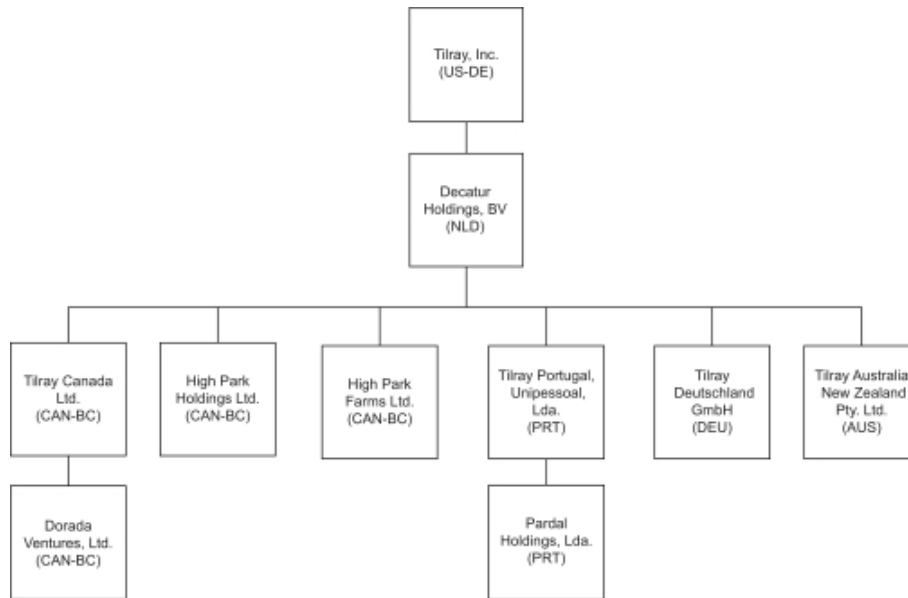 Tilray, Inc.
(US-DE)
Decatur
Holdings, BV
(NLD)
Tilray Canada
Ltd.
(CAN-BC)
High Park
Holdings Ltd.
(CAN-BC)
High Park
Farms Ltd.
(CAN-BC)
Tilray Portugal,
Unipessoal,
Lda.
(PRT)
Tilray
Deutschland
GmbH
(DEU)
Tilray Australia
New Zealand
Pty. Ltd.
(AUS)
Dorada
Ventures, Ltd.
(CAN-BC)
Pardal
Holdings, Lda.
(PRT)